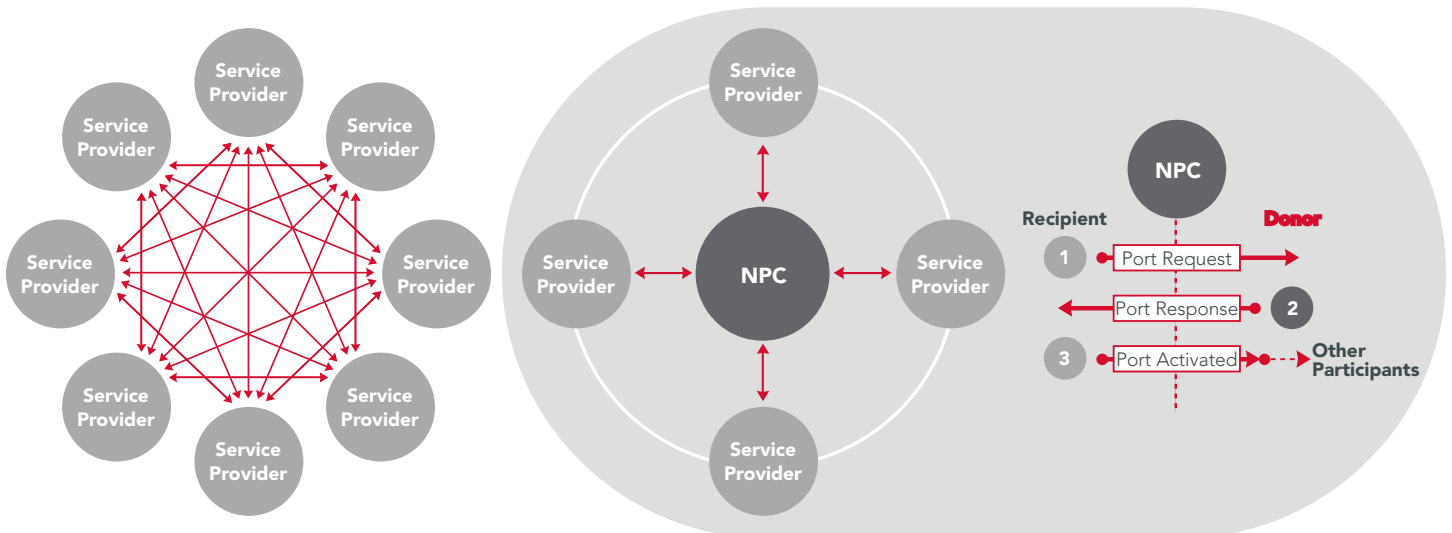 Service
Provider
Service
Provider
Service
Provider
Service
Provider
Service
Provider
Service
Provider
Service
Provider
Service
Provider
Service
Provider
Service
Provider
NPC
Service
Provider
Service
Provider
NPC
Recipient
Donor
1
Port Request
Port Response
2
3
Port Activated
Other
Participants